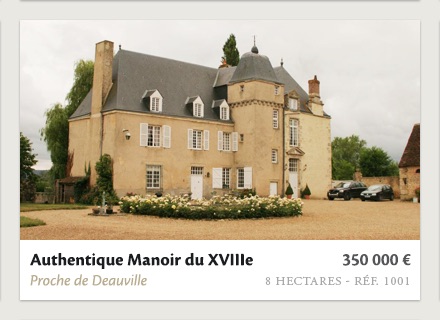 Authentique Manoir du XVIIIe
350 000 €
Proche de Deauville
8 HECTARES - RÉF. 1001